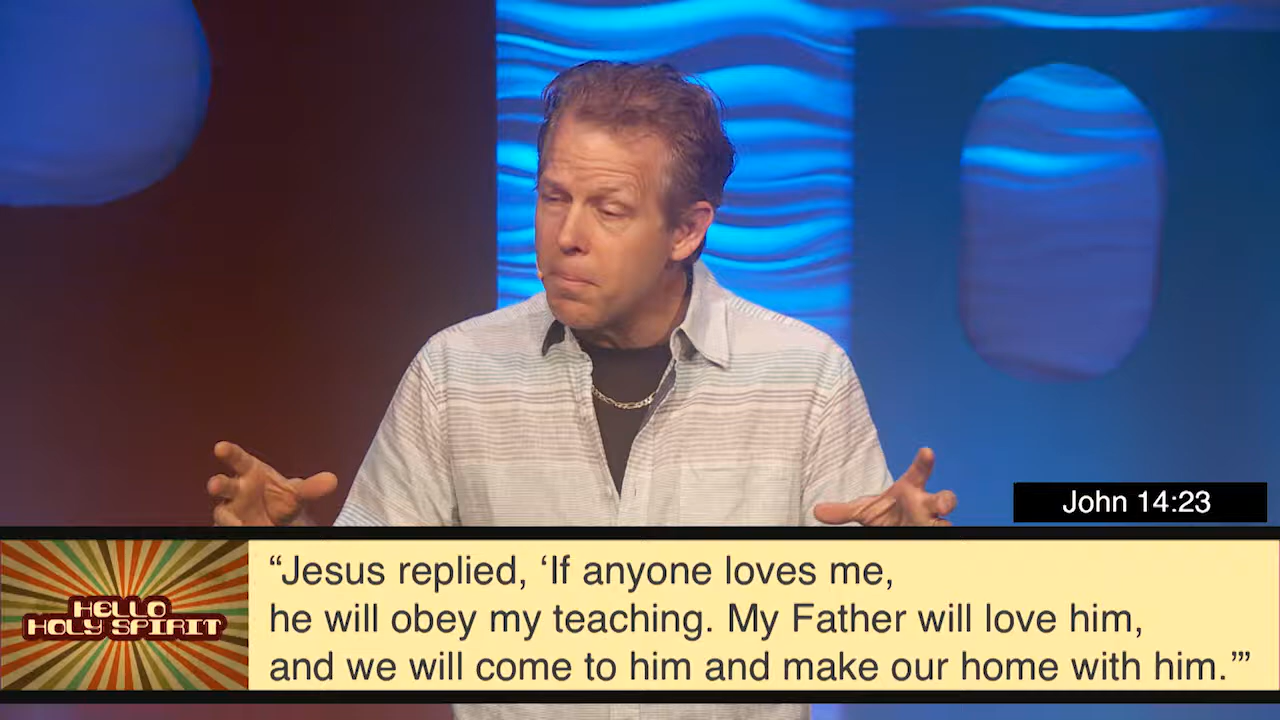 John 14:23
“Jesus replied, ‘If anyone loves me,
he will obey my teaching. My Father will love him,
and we will come to him and make our home with him.’”
HELLO
HOLY SPIRIT